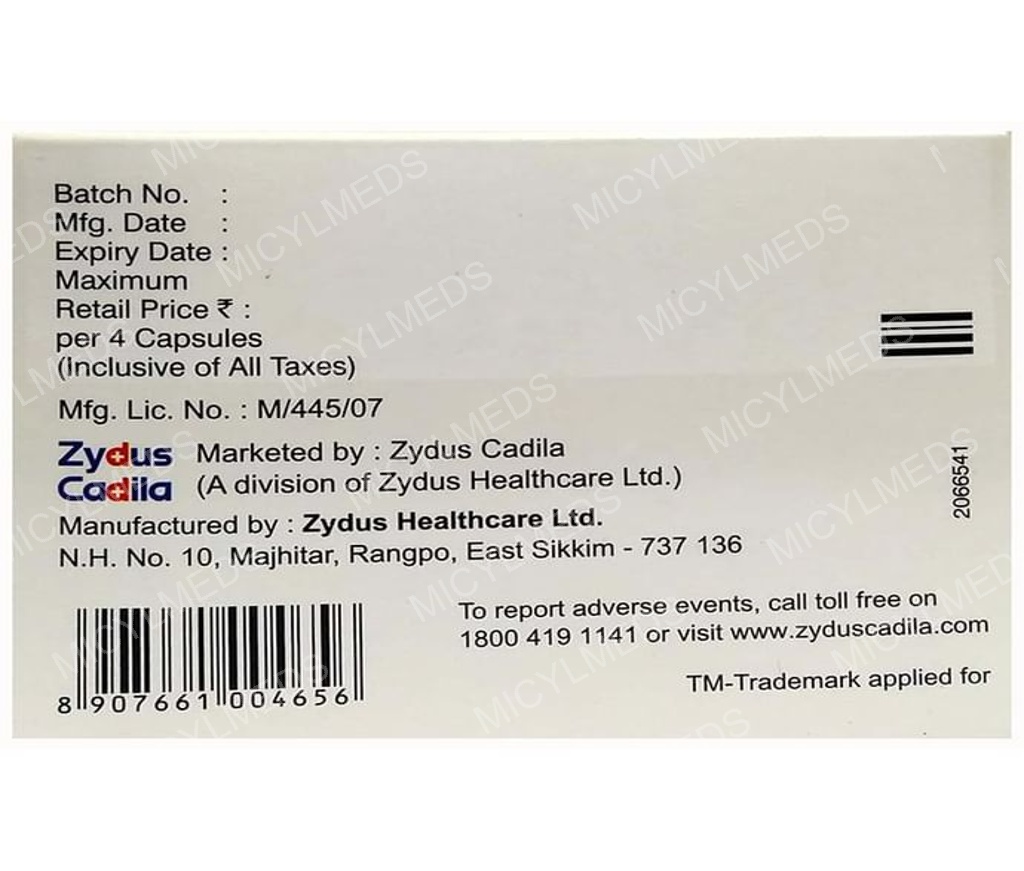 Batch No. :
Mfg. Date :
Expiry Date :
Maximum
Retail Price ₹ :
per 4 Capsules
(Inclusive of All Taxes)
Mfg. Lic. No. : M/445/07
Zydus
Cadila
Marketed by : Zydus Cadila
(A division of Zydus Healthcare Ltd.)
Manufactured by : Zydus Healthcare Ltd.
N.H. No. 10, Majhitar, Rangpo, East Sikkim - 737 136
2066541
8 907661 004656
To report adverse events, call toll free on
1800 419 1141 or visit www.zyduscadila.com
TM-Trademark applied for
MICYLMEDS